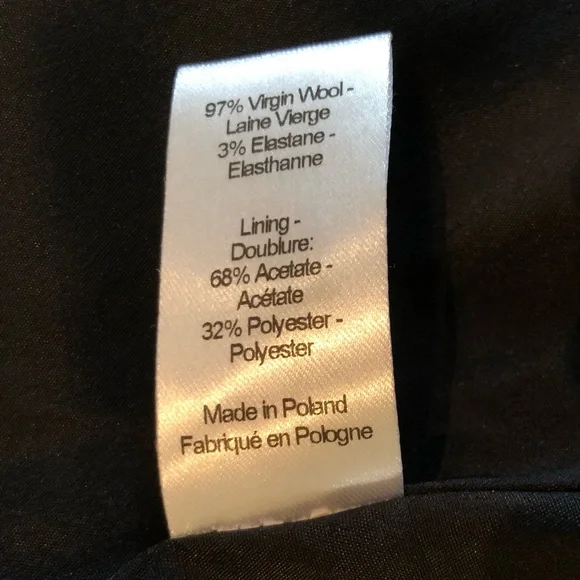 97% Virgin Wool -
Laine Vierge
3% Elastane -
Elasthanne
Lining -
Doublure:
68% Acetate -
Acétate
32% Polyester -
Polyester
Made in Poland
Fabriqué en Pologne